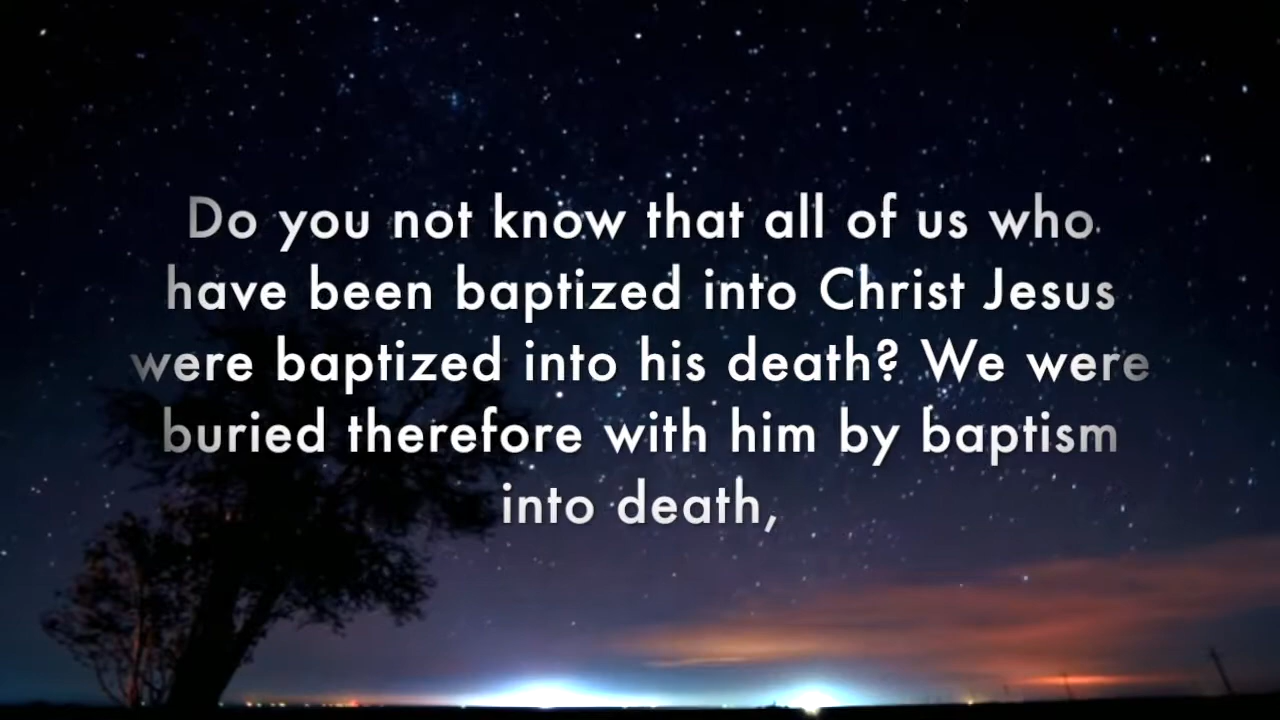 Do you not know that all of us who
have been baptized into Christ Jesus
were baptized into his death? We were
buried therefore with him by baptism
into death,